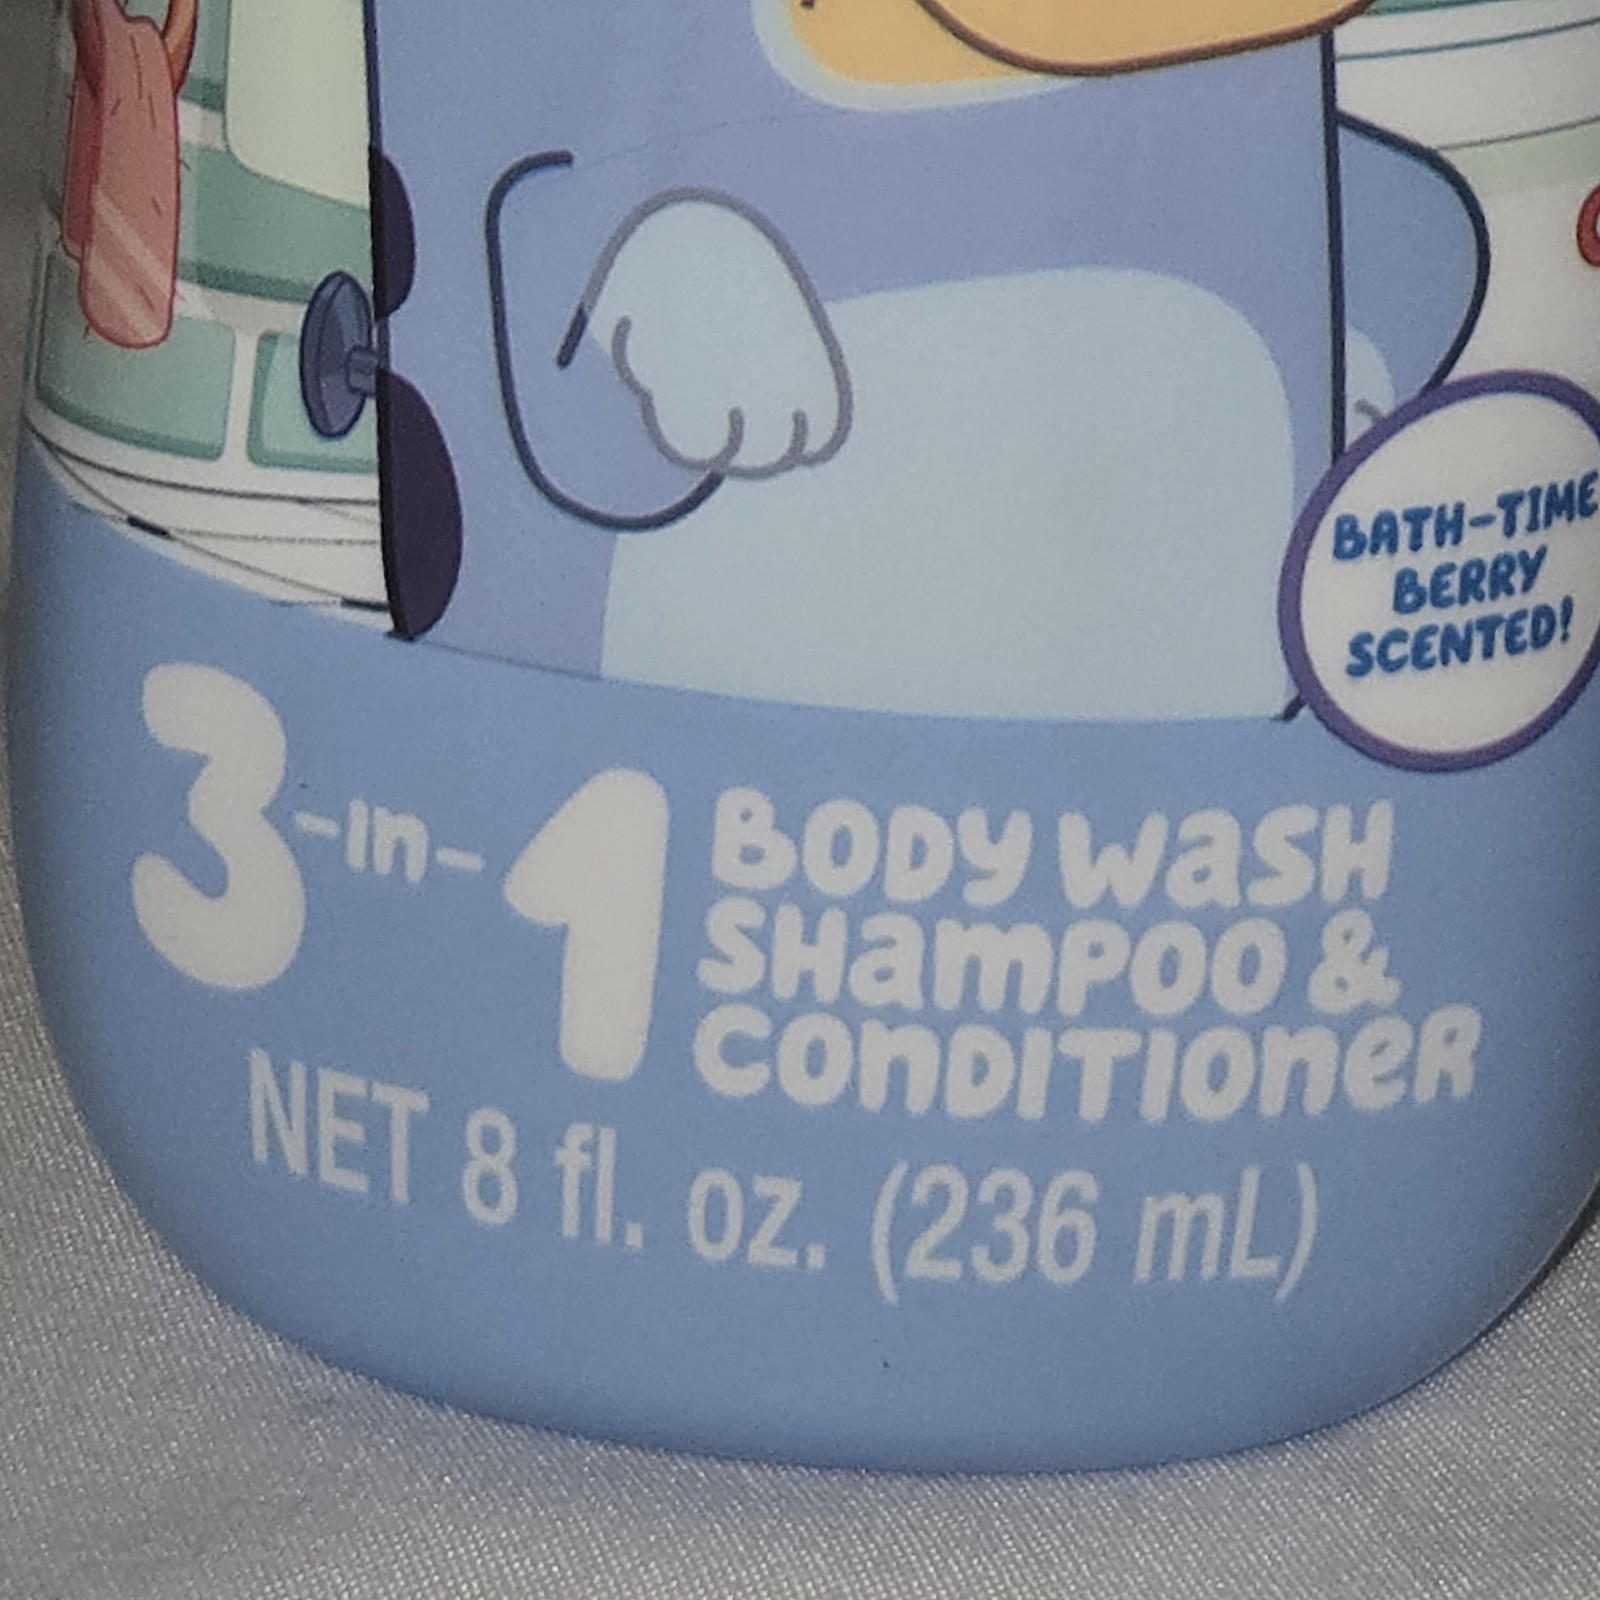 BATH-TIME
BERRY
SCENTED!
3-in-1
BODY WASH
SHAMPOO &
CONDITIONER
NET 8 fl. oz. (236 mL)